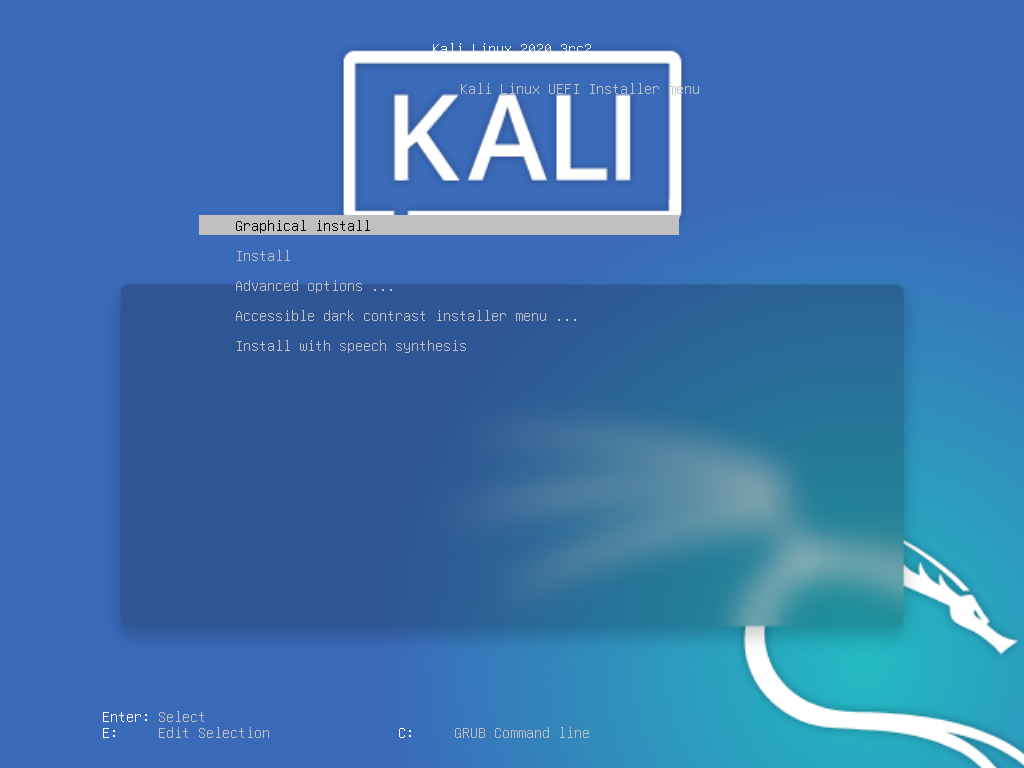 Kali Linux 2020 3rc2
Kali Linux UEFI Installer menu
KALI
Graphical install
Install
Advanced options ...
Accessible dark contrast installer menu ...
Install with speech synthesis
Enter: Select
E: Edit Selection C: GRUB Command line